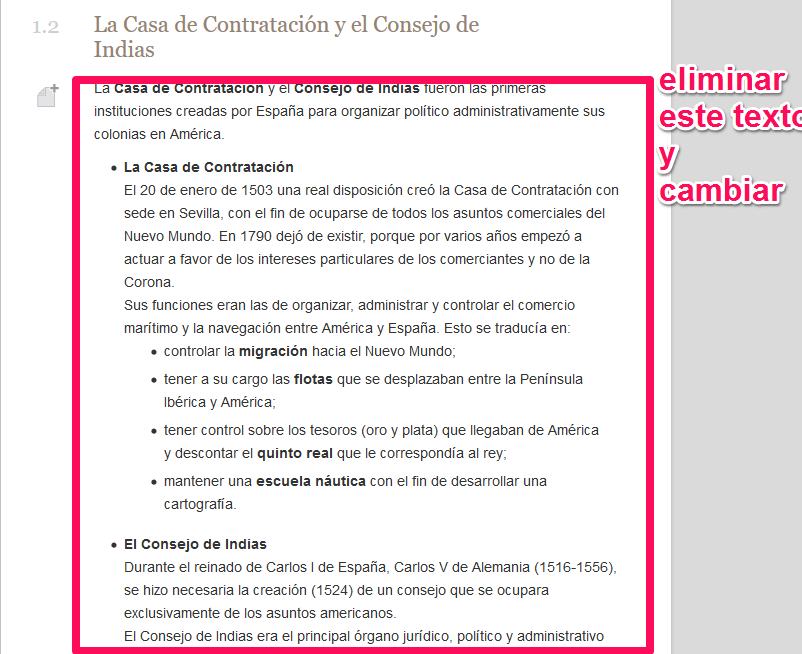 1.2 La Casa de Contratación y el Consejo de
Indias
La Casa de Contratación y el Consejo de Indias fueron las primeras
instituciones creadas por España para organizar político administrativamente sus
colonias en América.
• La Casa de Contratación
El 20 de enero de 1503 una real disposición creó la Casa de Contratación con
sede en Sevilla, con el fin de ocuparse de todos los asuntos comerciales del
Nuevo Mundo. En 1790 dejó de existir, porque por varios años empezó a
actuar a favor de los intereses particulares de los comerciantes y no de la
Corona.
Sus funciones eran las de organizar, administrar y controlar el comercio
marítimo y la navegación entre América y España. Esto se traducía en:
• controlar la migración hacia el Nuevo Mundo;
• tener a su cargo las flotas que se desplazaban entre la Península
Ibérica y América;
• tener control sobre los tesoros (oro y plata) que llegaban de América
y descontar el quinto real que le correspondía al rey;
• mantener una escuela náutica con el fin de desarrollar una
cartografía.
• El Consejo de Indias
Durante el reinado de Carlos I de España, Carlos V de Alemania (1516-1556),
se hizo necesaria la creación (1524) de un consejo que se ocupara
exclusivamente de los asuntos americanos.
El Consejo de Indias era el principal órgano jurídico, político y administrativo
eliminar
este texto
y
cambiar